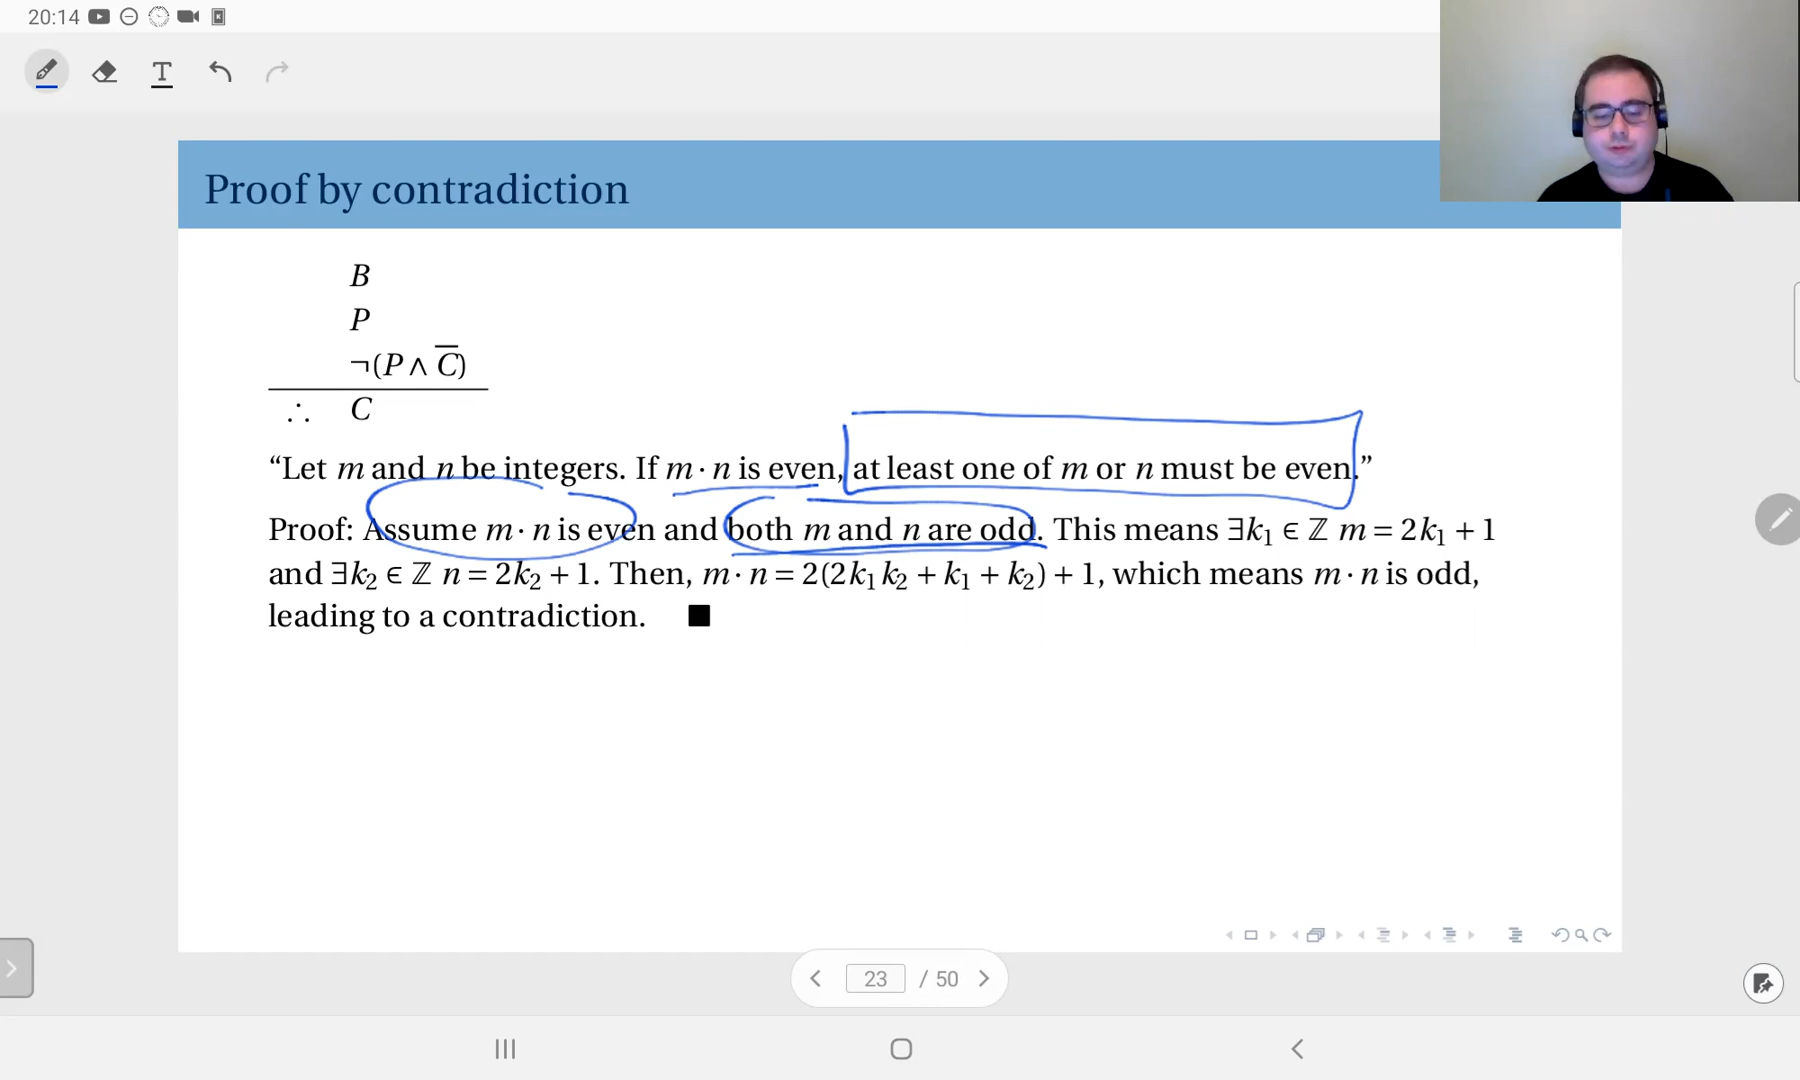 20:14
T
Proof by contradiction
B
P
¬(P ∧ C̅)
∴ C
“Let m and n be integers. If m · n is even, at least one of m or n must be even.”
Proof: Assume m · n is even and both m and n are odd. This means ∃k₁ ∈ ℤ m = 2k₁ + 1
and ∃k₂ ∈ ℤ n = 2k₂ + 1. Then, m · n = 2(2k₁k₂ + k₁ + k₂) + 1, which means m · n is odd,
leading to a contradiction. ■
23 / 50